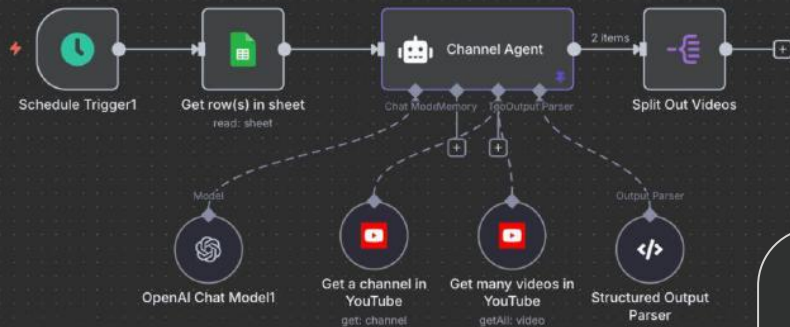 Channel Agent
2 items
Schedule Trigger1
Get row(s) in sheet
read: sheet
Chat Mode
Memory
Tool
Output Parser
Split Out Videos
Model
Output Parser
OpenAI Chat Model1
Get a channel in
YouTube
get: channel
Get many videos in
YouTube
getAll: video
Structured Output
Parser